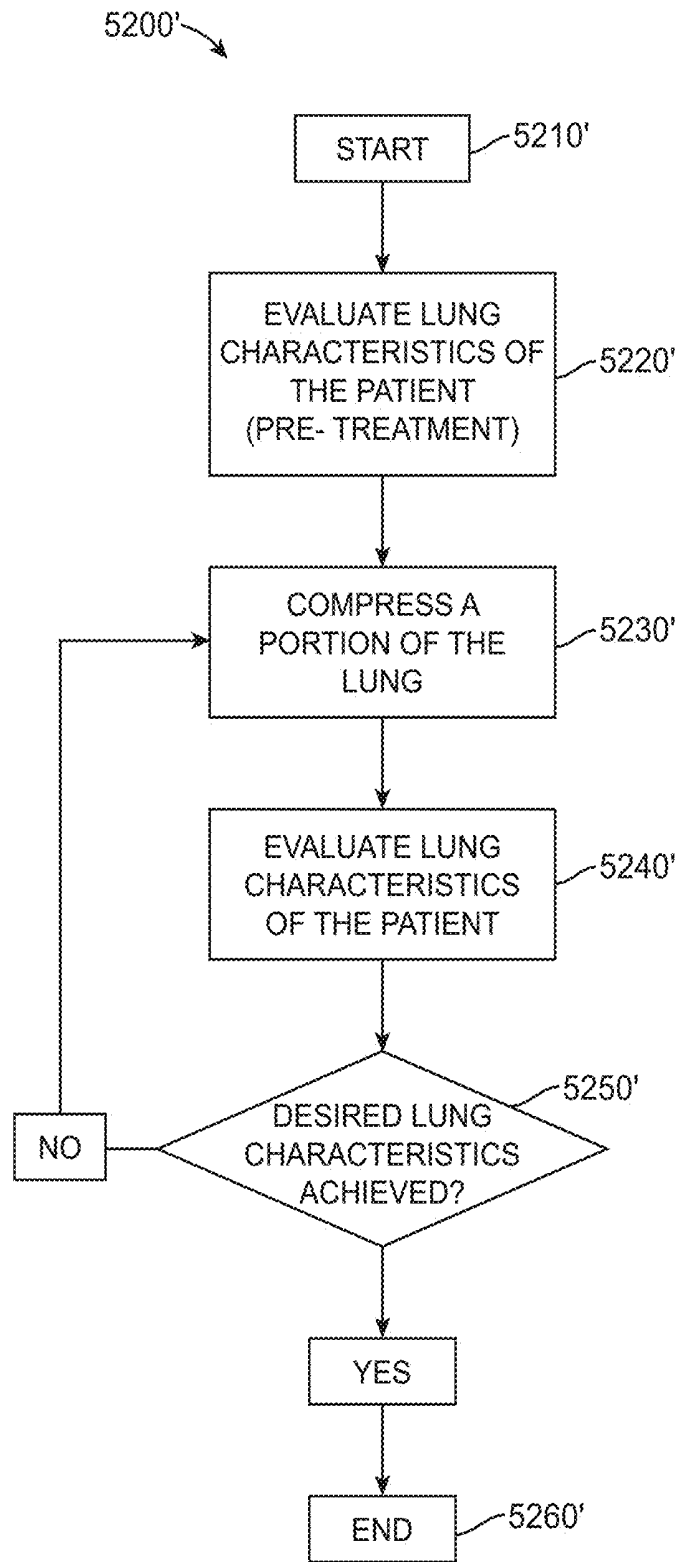 5200'
START
5210'
EVALUATE LUNG
CHARACTERISTICS OF
THE PATIENT
(PRE- TREATMENT)
5220'
COMPRESS A
PORTION OF THE
LUNG
5230'
EVALUATE LUNG
CHARACTERISTICS
OF THE PATIENT
5240'
DESIRED LUNG
CHARACTERISTICS
ACHIEVED?
5250'
NO
YES
END
5260'